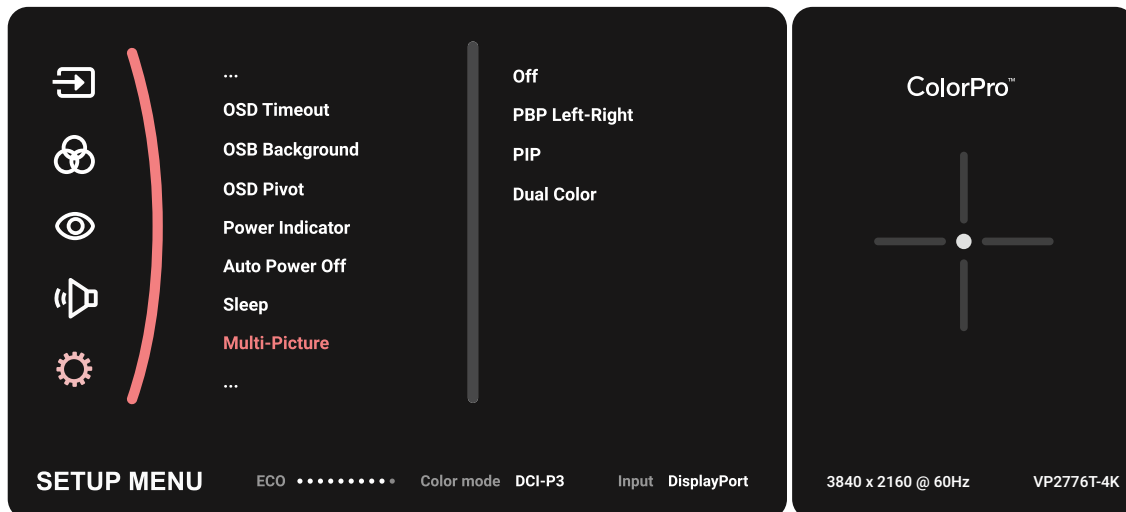 ...
OSD Timeout
OSB Background
OSD Pivot
Power Indicator
Auto Power Off
Sleep
Multi-Picture
...
Off
PBP Left-Right
PIP
Dual Color
SETUP MENU
ECO
Color mode DCI-P3
Input DisplayPort
ColorPro™
3840 x 2160 @ 60Hz
VP2776T-4K